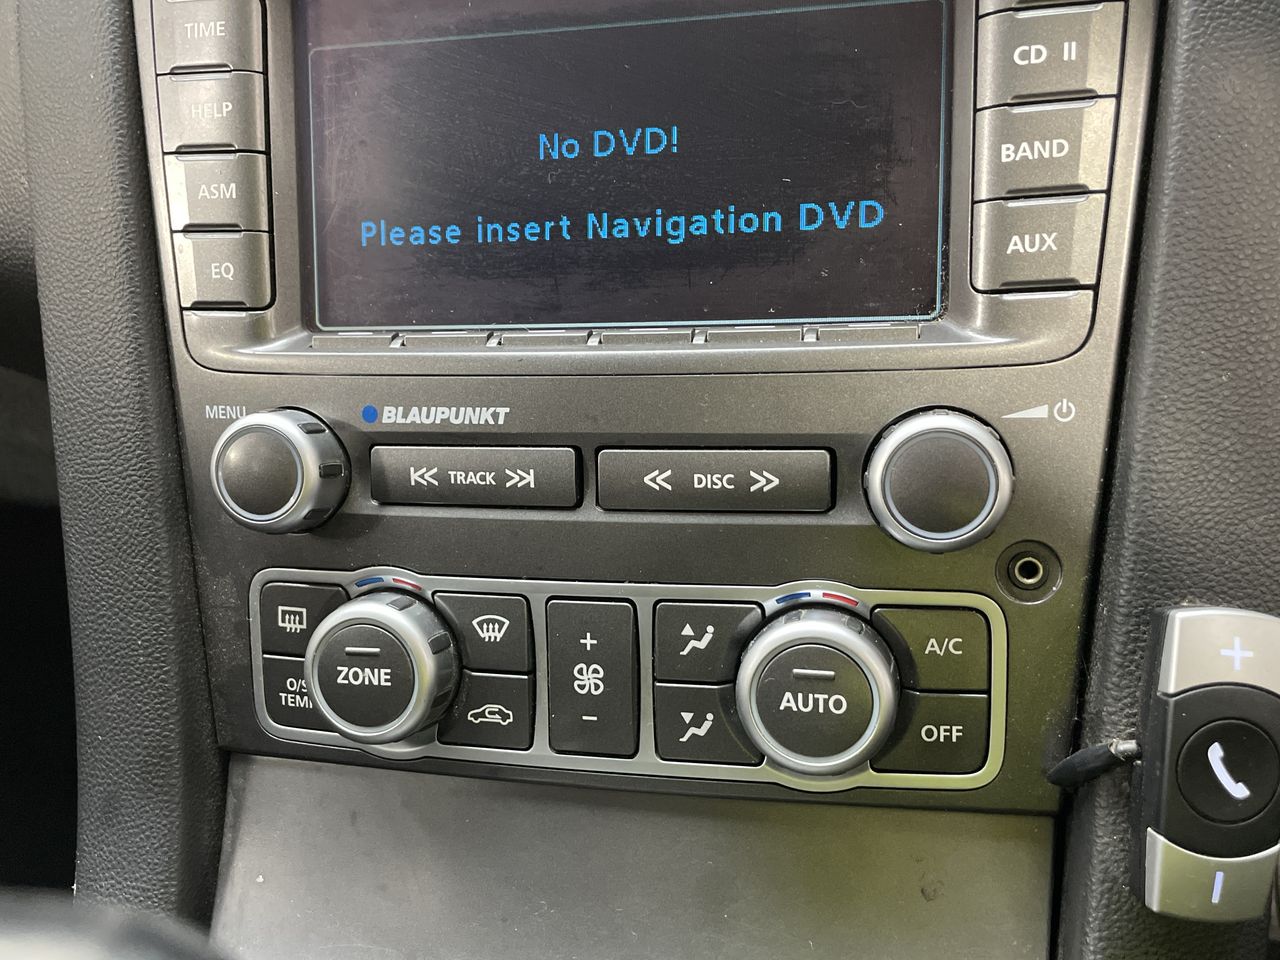 TIME
HELP
ASM
EQ
No DVD!
Please insert Navigation DVD
CD II
BAND
AUX
MENU
BLAUPUNKT
TRACK
DISC
ZONE
+
-
AUTO
A/C
OFF
+